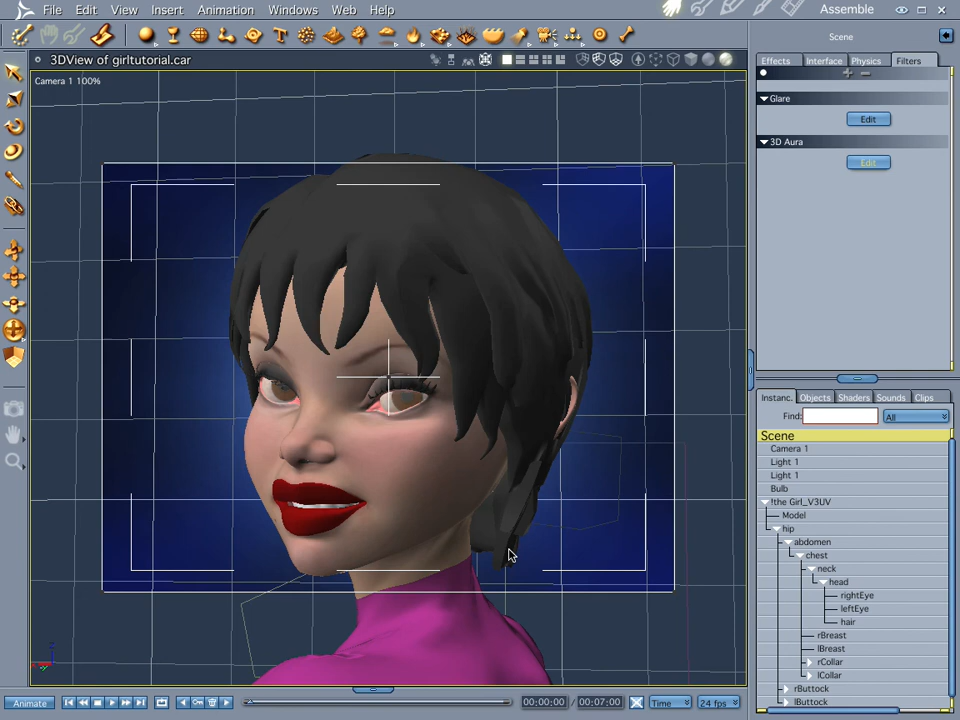 File Edit View Insert Animation Windows Web Help Assemble
3DView of girltutorial.car
Scene
Camera 1 100%
Effects Interface Physics Filters
Glare
Edit
3D Aura
Edit
Instanc. Objects Shaders Sounds Clips
Find: All
Scene
Camera 1
Light 1
Light 1
Bulb
!the Girl_V3UV
Model
hip
abdomen
chest
neck
head
rightEye
leftEye
hair
rBreast
lBreast
rCollar
lCollar
rButtock
lButtock
Animate 00:00:00 / 00:07:00 Time 24 fps